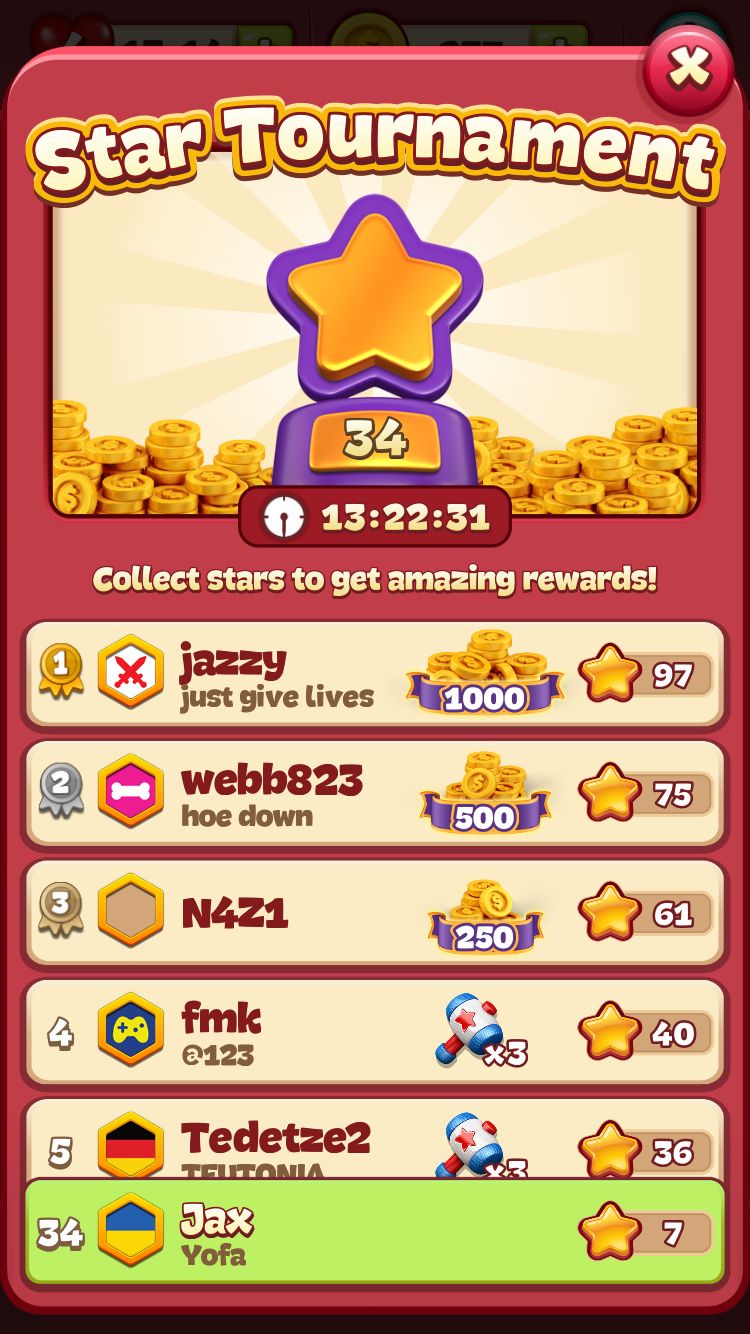 Star Tournament
34
13:22:31
Collect stars to get amazing rewards!
1
jazzy
just give lives
1000
97
2
webb823
hoe down
500
75
3
N4Z1
250
61
4
fmk
@123
x3
40
5
Tedetze2
TEUTONIA
x3
36
34
Jax
Yofa
7